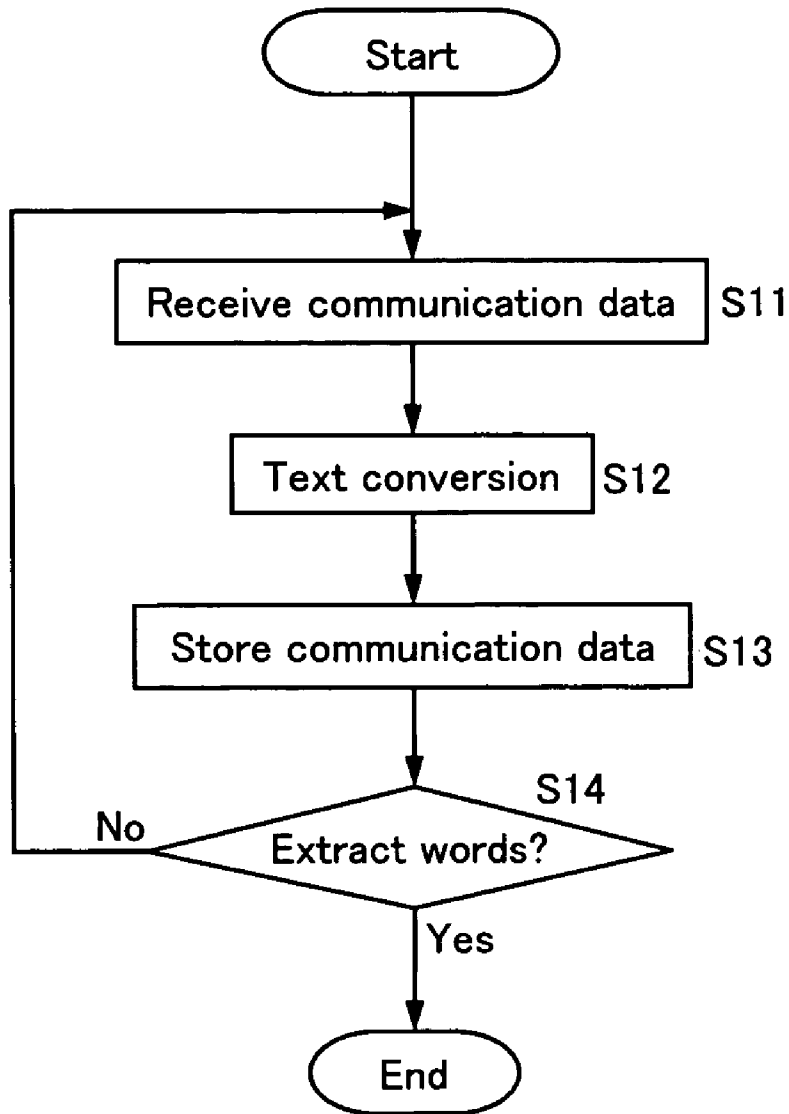 Start
Receive communication data S11
Text conversion S12
Store communication data S13
S14
No
Extract words?
Yes
End